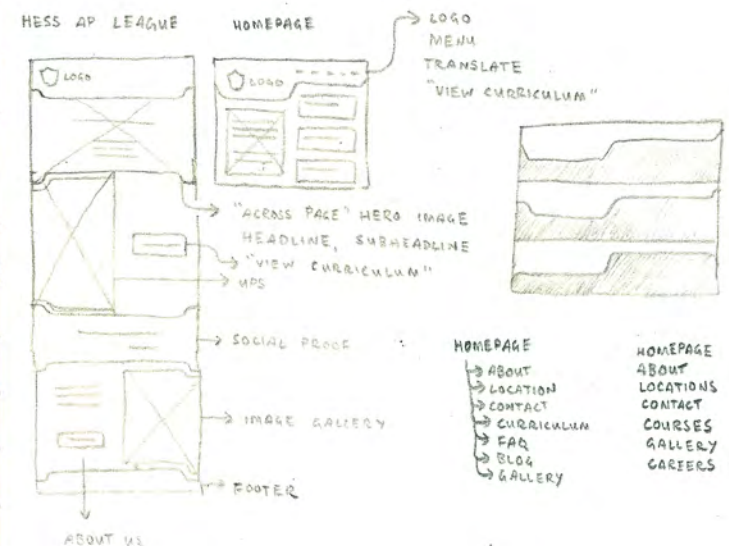 HESS AP LEAGUE
HOMEPAGE
LOGO
MENU
TRANSLATE
"VIEW CURRICULUM"
LOGO
LOGO
"ACROSS PAGE" HERO IMAGE
HEADLINE, SUBHEADLINE
"VIEW CURRICULUM"
UPS
SOCIAL PROOF
IMAGE GALLERY
FOOTER
ABOUT US
HOMEPAGE
ABOUT
LOCATION
CONTACT
CURRICULUM
FAQ
BLOG
GALLERY
HOMEPAGE
ABOUT
LOCATIONS
CONTACT
COURSES
GALLERY
CAREERS